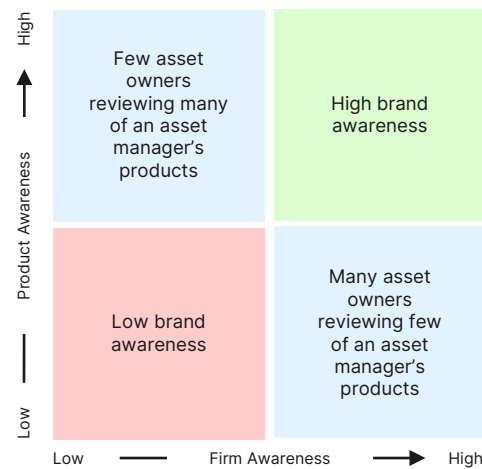 High
Product Awareness
Low
Few asset
owners
reviewing many
of an asset
manager’s
products
High brand
awareness
Low brand
awareness
Many asset
owners
reviewing few
of an asset
manager’s
products
Low
Firm Awareness
High